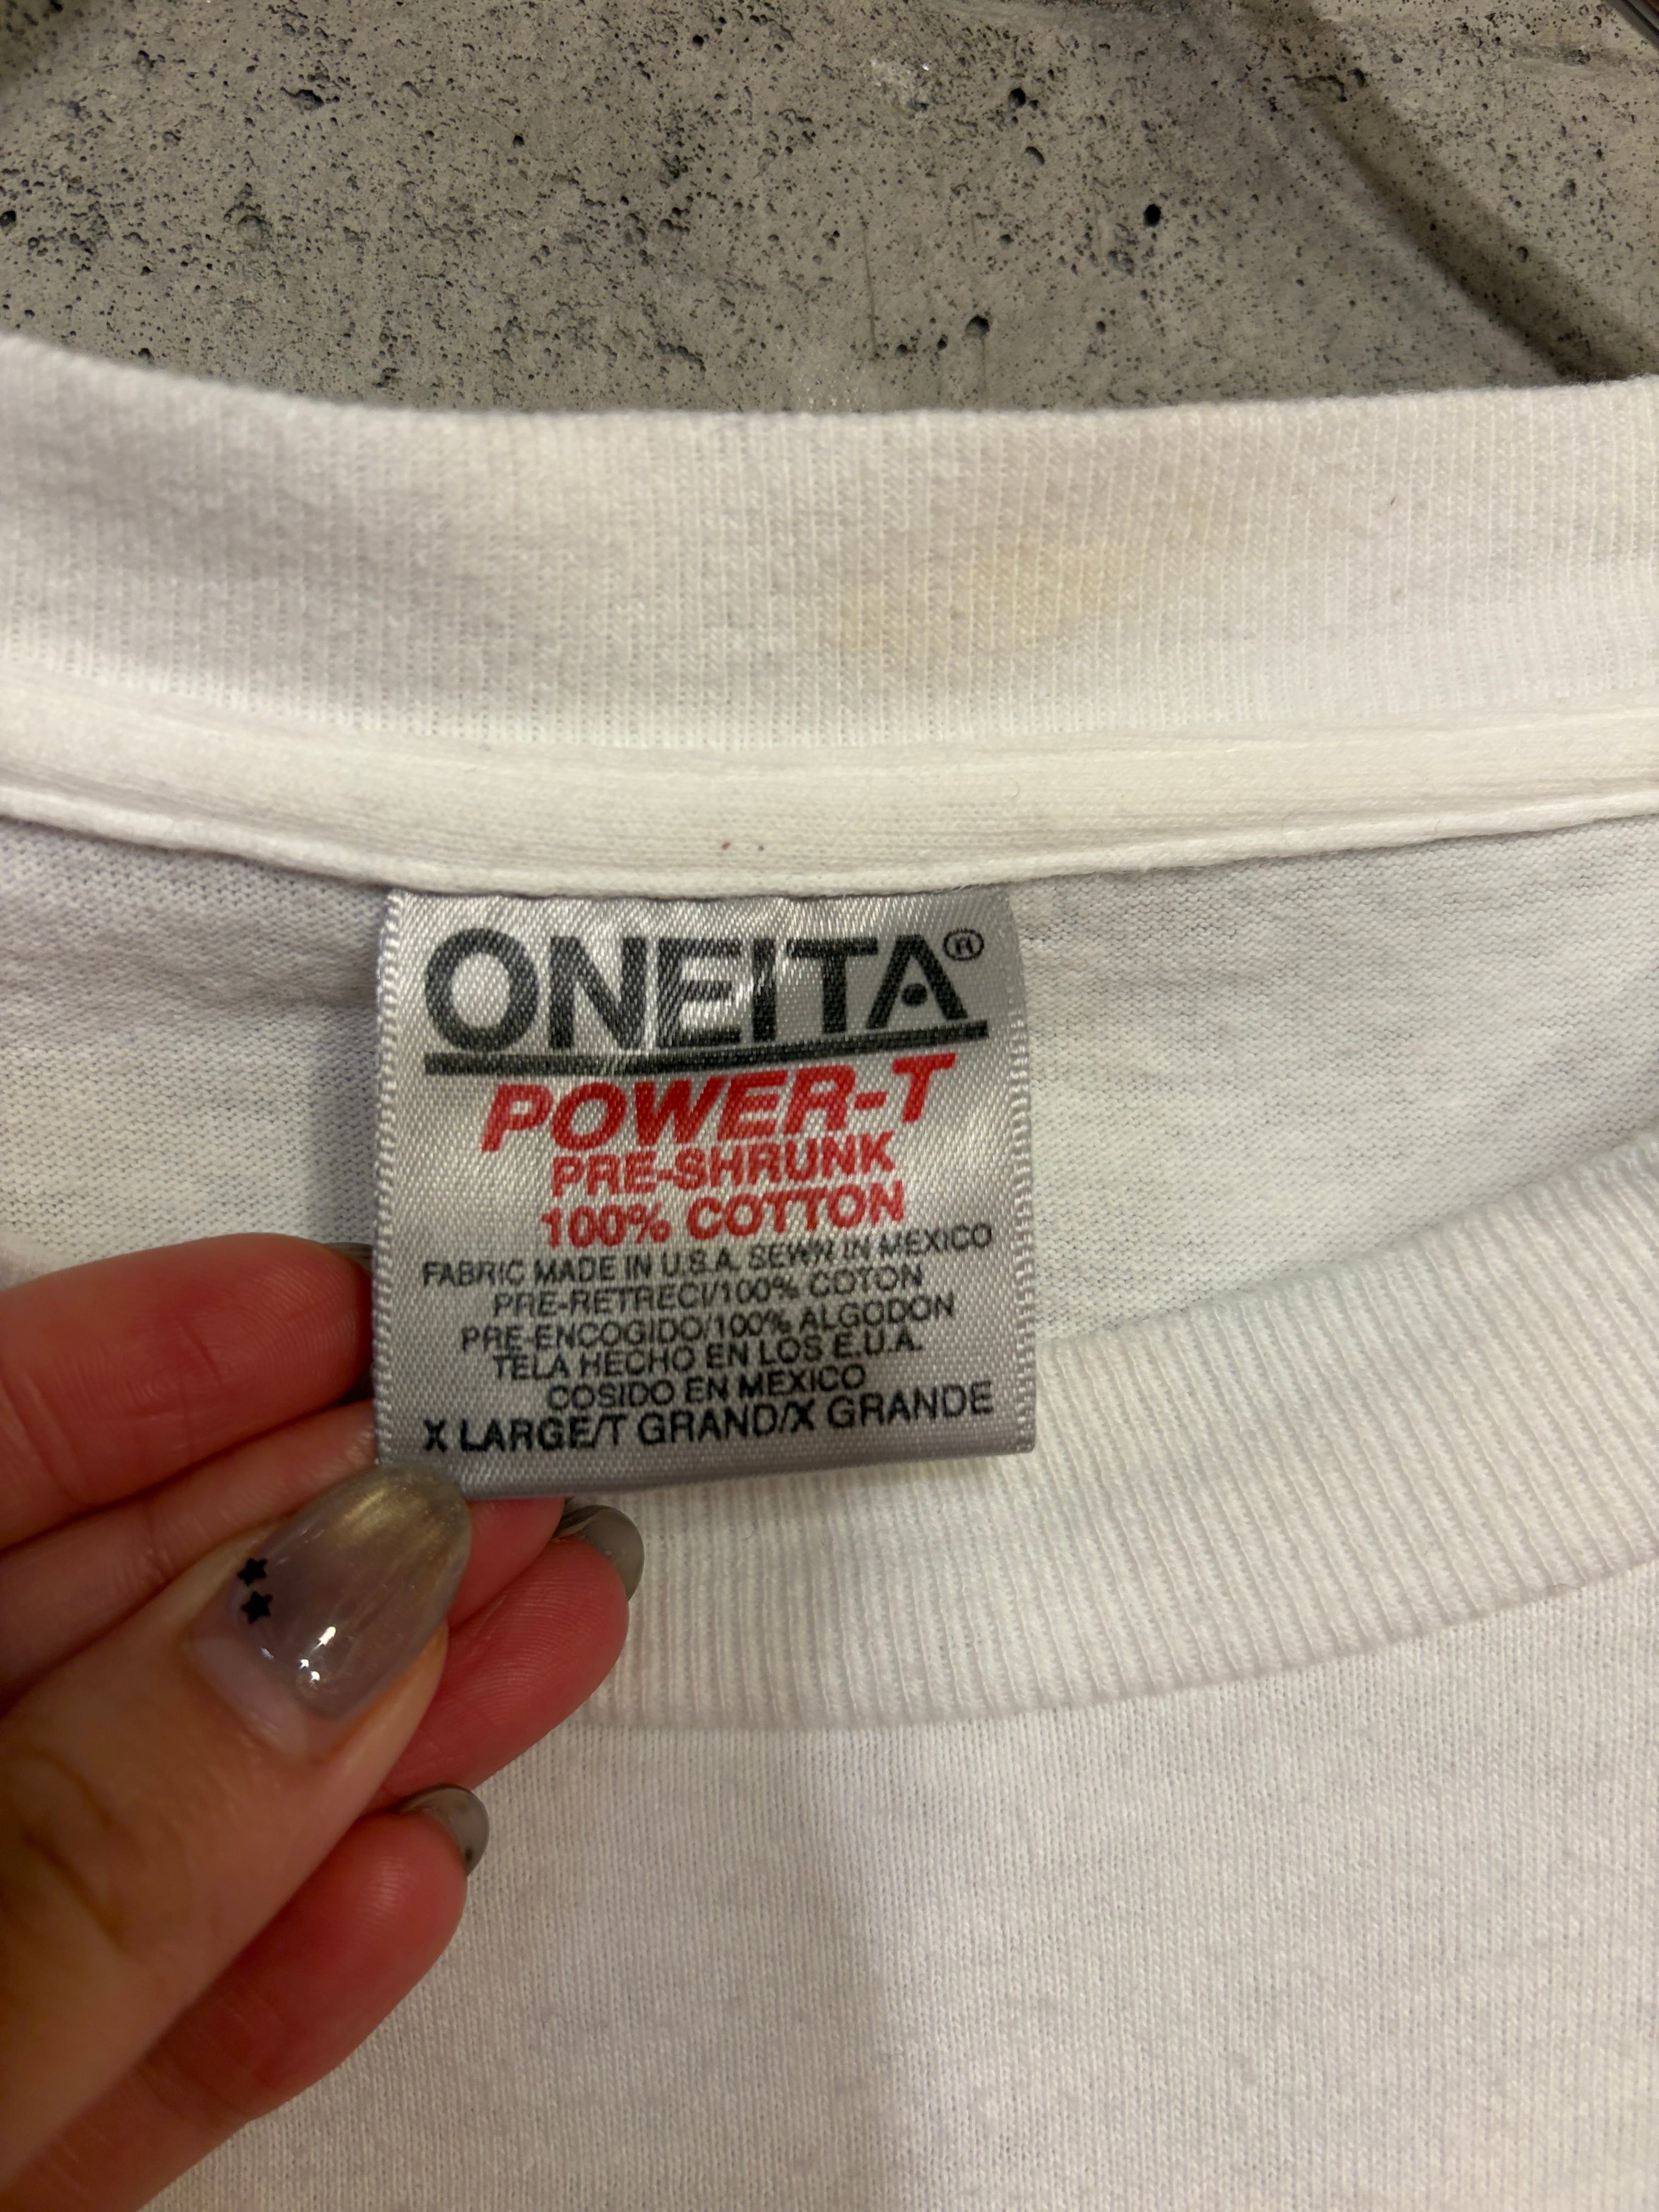 ONEITA®
POWER-T
PRE-SHRUNK
100% COTTON
FABRIC MADE IN U.S.A. SEWN IN MEXICO
PRE-RETRECI/100% COTON
PRE-ENCOGIDO/100% ALGODON
TELA HECHO EN LOS E.U.A.
COSIDO EN MEXICO
X LARGE/T GRAND/X GRANDE